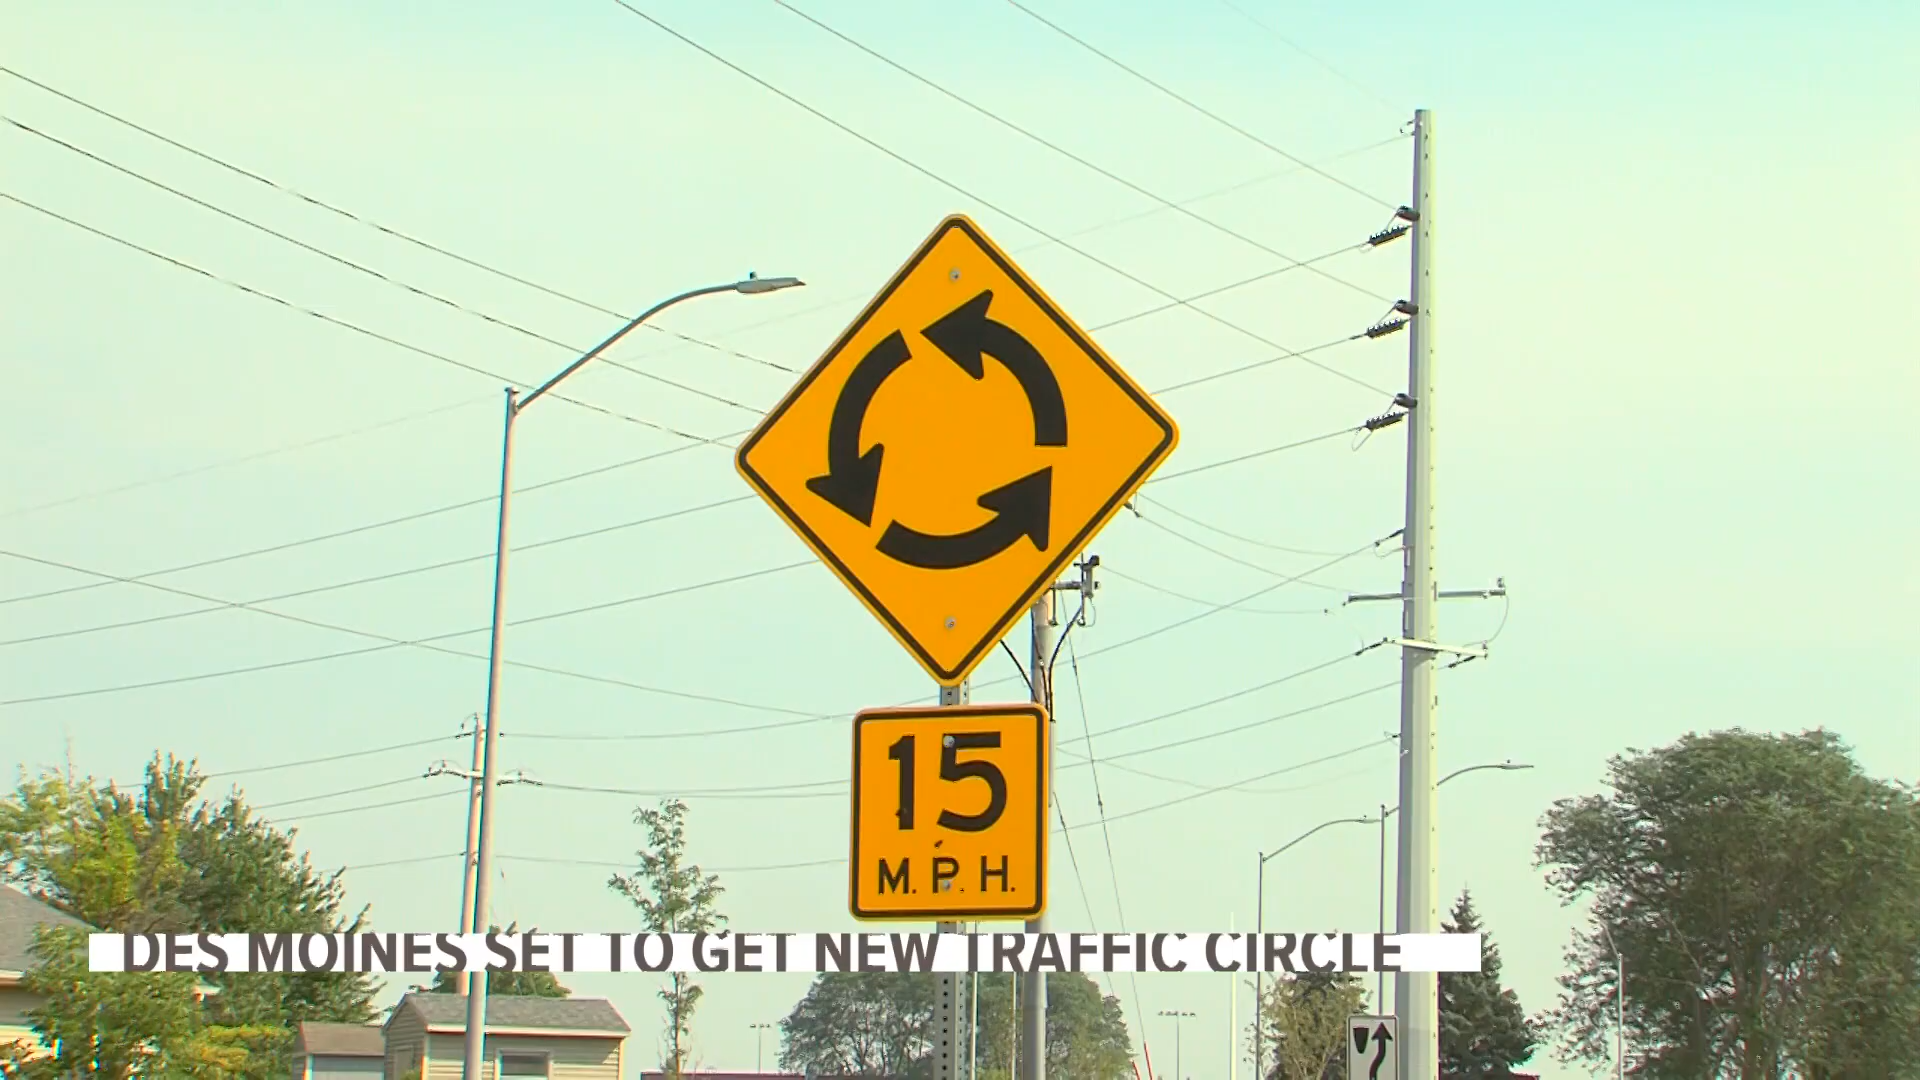 15
M. P. H.
DES MOINES SET TO GET NEW TRAFFIC CIRCLE